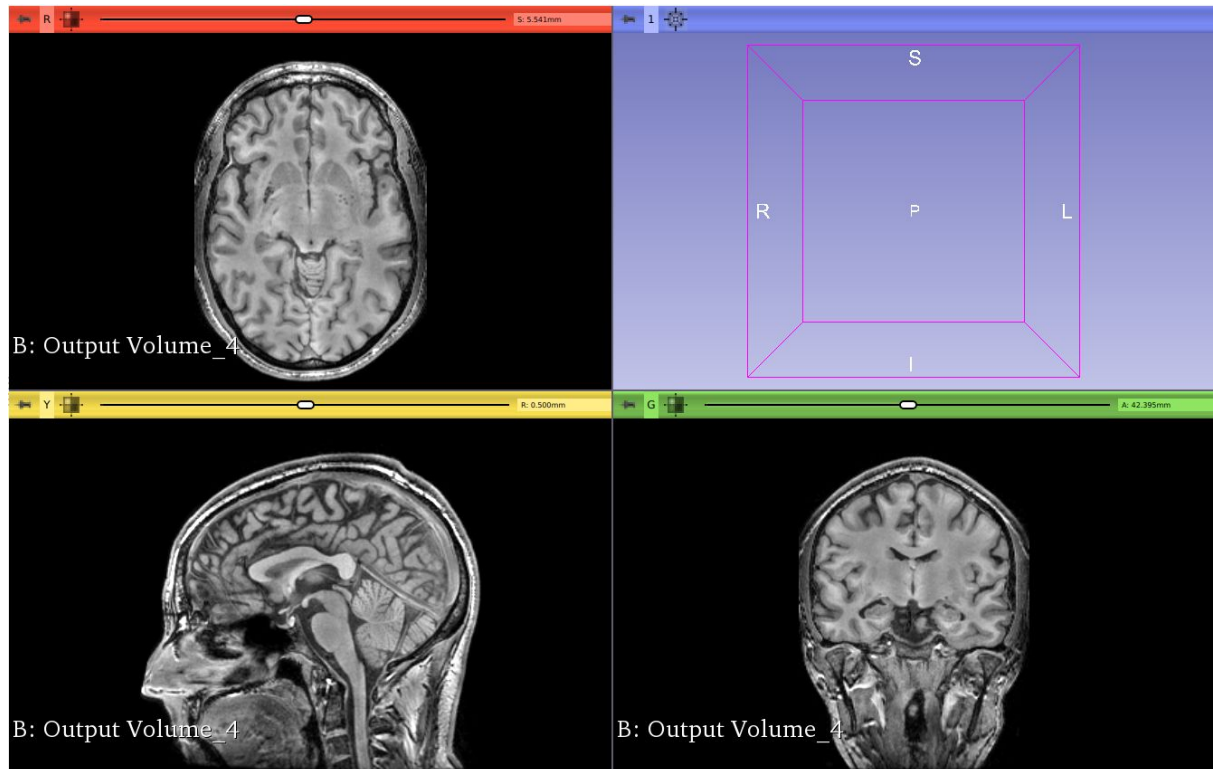 R S: 5.541mm
1
B: Output Volume_4
S
R P L
I
Y R: 0.500mm
G A: 42.395mm
B: Output Volume_4
B: Output Volume_4